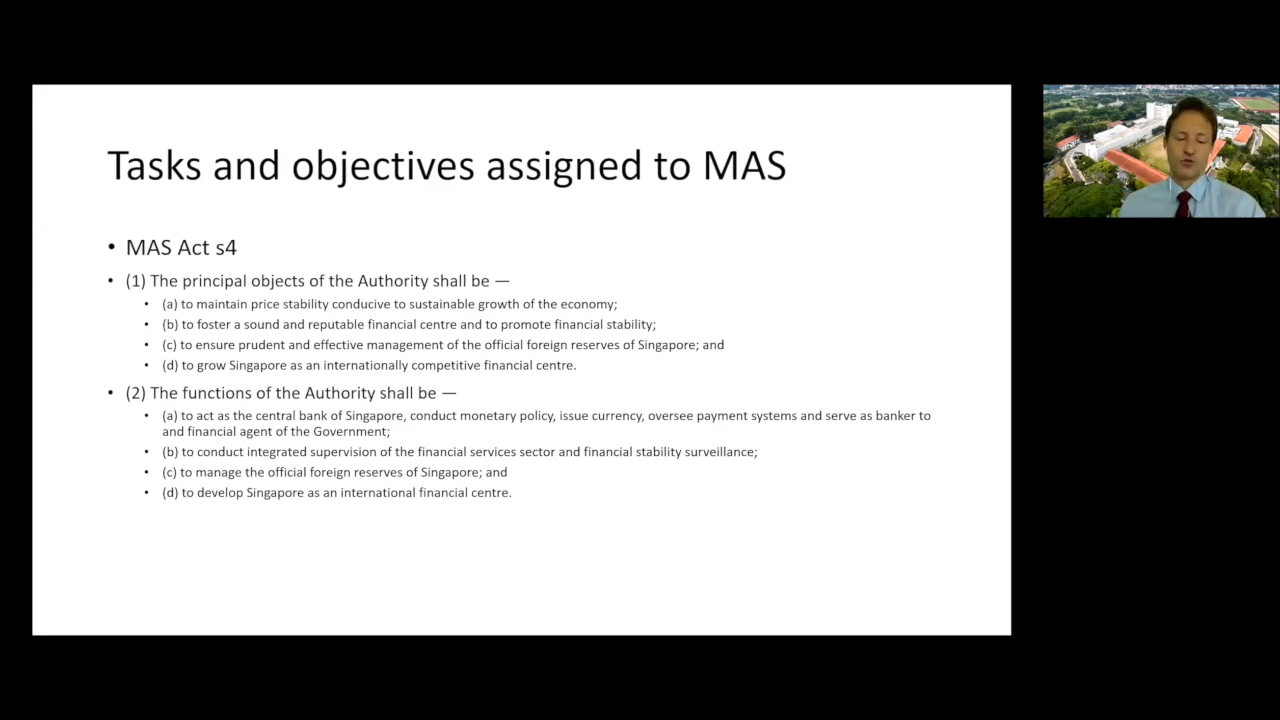 Tasks and objectives assigned to MAS
• MAS Act s4
• (1) The principal objects of the Authority shall be —
• (a) to maintain price stability conducive to sustainable growth of the economy;
• (b) to foster a sound and reputable financial centre and to promote financial stability;
• (c) to ensure prudent and effective management of the official foreign reserves of Singapore; and
• (d) to grow Singapore as an internationally competitive financial centre.
• (2) The functions of the Authority shall be —
• (a) to act as the central bank of Singapore, conduct monetary policy, issue currency, oversee payment systems and serve as banker to
and financial agent of the Government;
• (b) to conduct integrated supervision of the financial services sector and financial stability surveillance;
• (c) to manage the official foreign reserves of Singapore; and
• (d) to develop Singapore as an international financial centre.